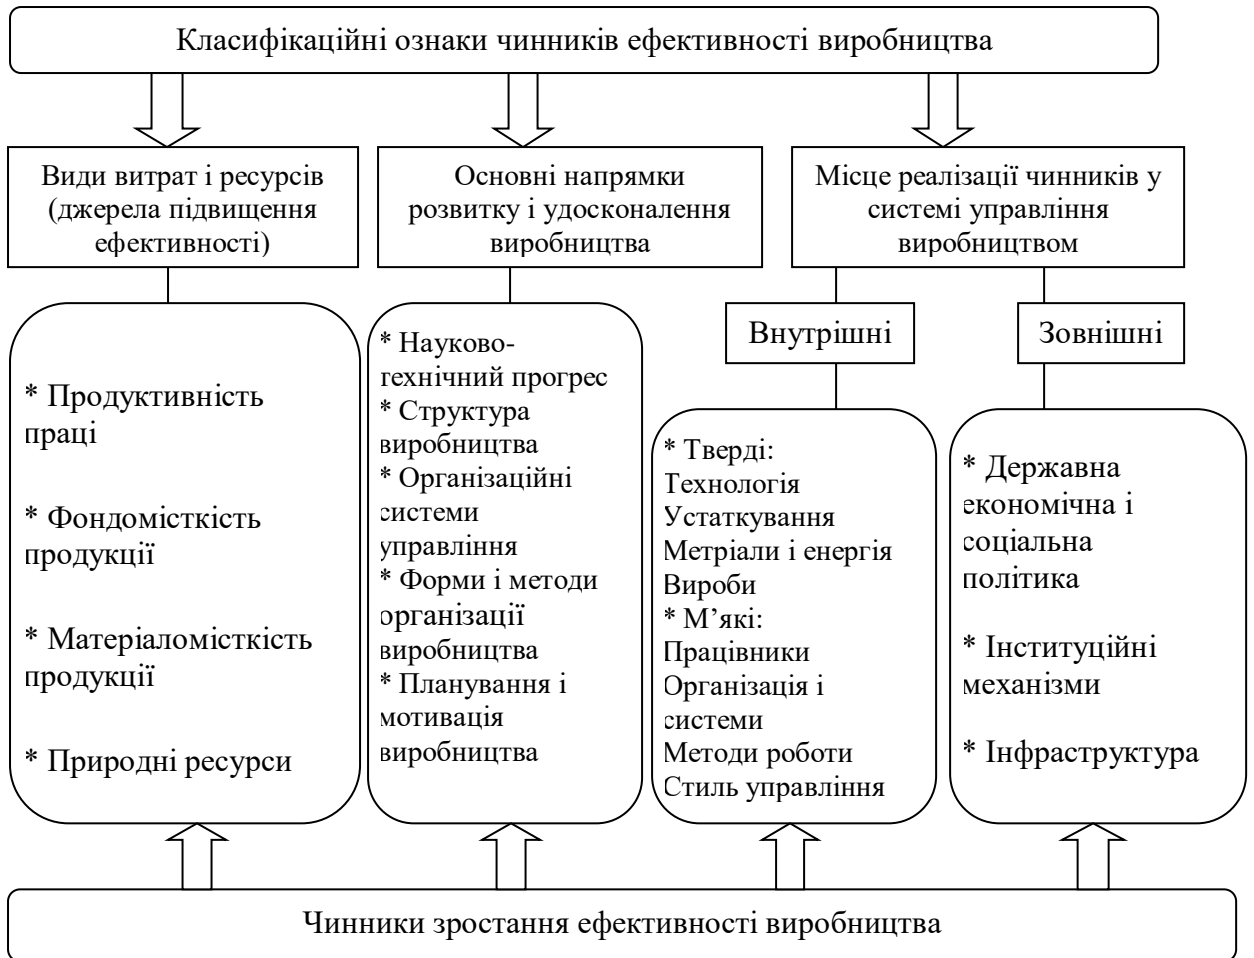 Класифікаційні ознаки чинників ефективності виробництва
Види витрат і ресурсів
(джерела підвищення
ефективності)
Основні напрямки
розвитку і удосконалення
виробництва
Місце реалізації чинників у
системі управління
виробництвом
Внутрішні
Зовнішні
* Продуктивність
праці
* Фондомісткість
продукції
* Матеріаломісткість
продукції
* Природні ресурси
* Науково-
технічний прогрес
* Структура
виробництва
* Організаційні
системи
управління
* Форми і методи
організації
виробництва
* Планування і
мотивація
виробництва
* Тверді:
Технологія
Устаткування
Метріали і енергія
Вироби
* М’які:
Працівники
Організація і
системи
Методи роботи
Стиль управління
* Державна
економічна і
соціальна
політика
* Інституційні
механізми
* Інфраструктура
Чинники зростання ефективності виробництва